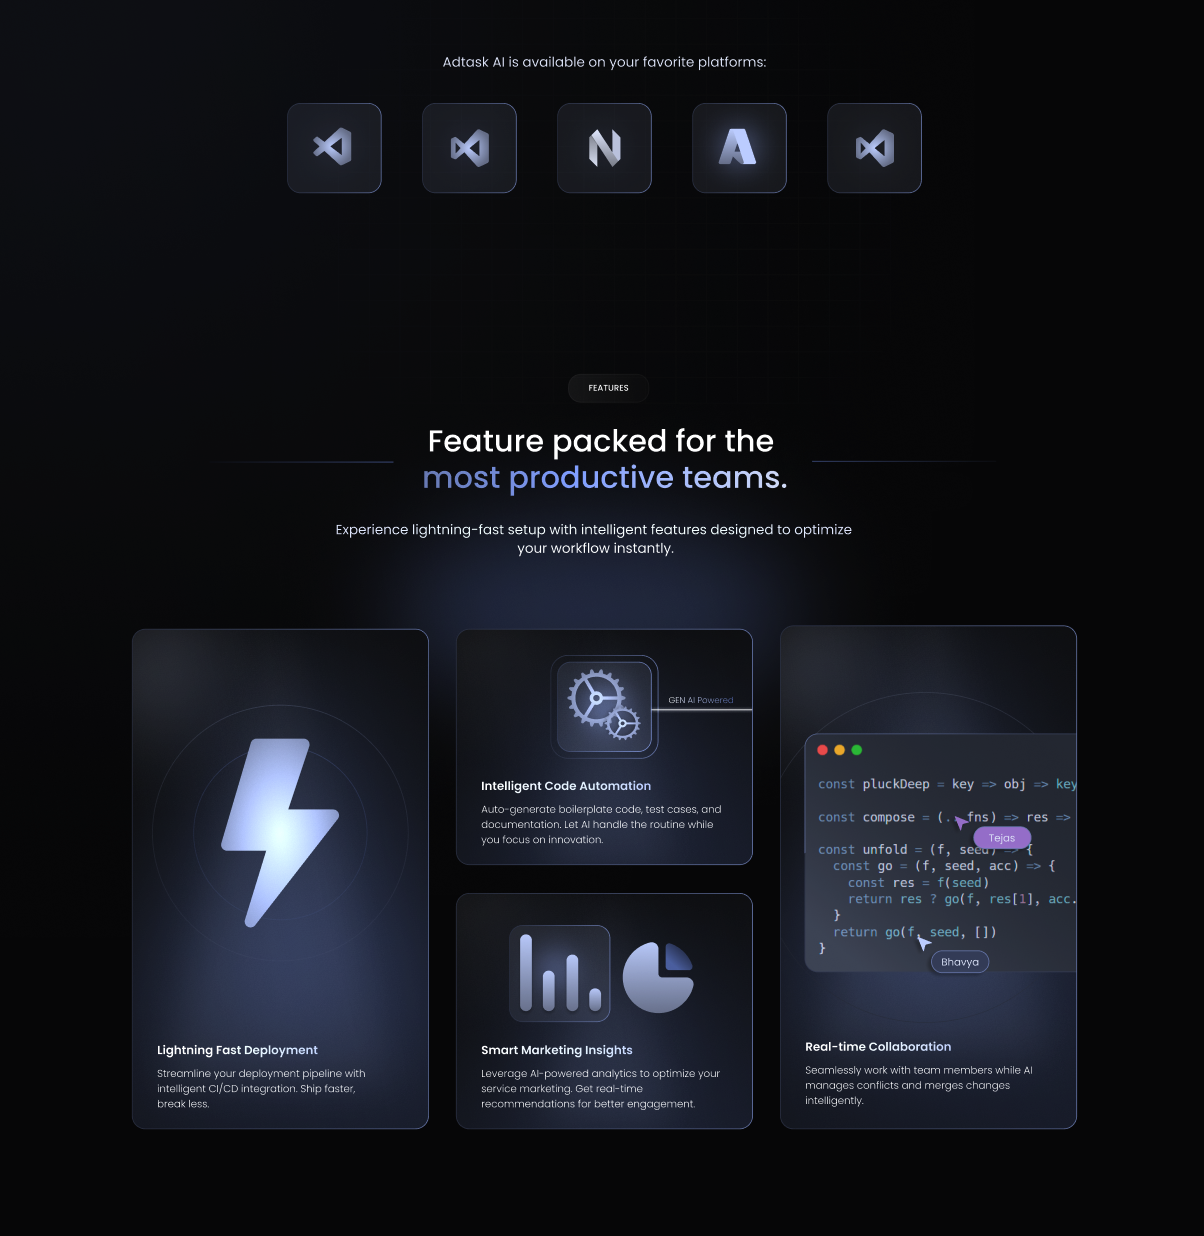 Adtask AI is available on your favorite platforms:
FEATURES
Feature packed for the
most productive teams.
Experience lightning-fast setup with intelligent features designed to optimize
your workflow instantly.
Lightning Fast Deployment
Streamline your deployment pipeline with
intelligent CI/CD integration. Ship faster,
break less.
GEN AI Powered
Intelligent Code Automation
Auto-generate boilerplate code, test cases, and
documentation. Let AI handle the routine while
you focus on innovation.
Smart Marketing Insights
Leverage AI-powered analytics to optimize your
service marketing. Get real-time
recommendations for better engagement.
const pluckDeep = key => obj => key
const compose = (. fns) => res =>
Tejas
const unfold = (f, seed) => {
const go = (f, seed, acc) => {
const res = f(seed)
return res ? go(f, res[1], acc.
}
return go(f, seed, [])
}
Bhavya
Real-time Collaboration
Seamlessly work with team members while AI
manages conflicts and merges changes
intelligently.